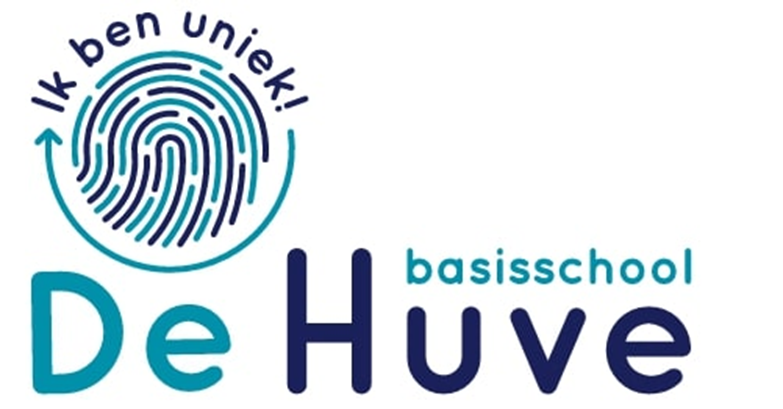 Ik ben uniek!
basisschool
De Huve